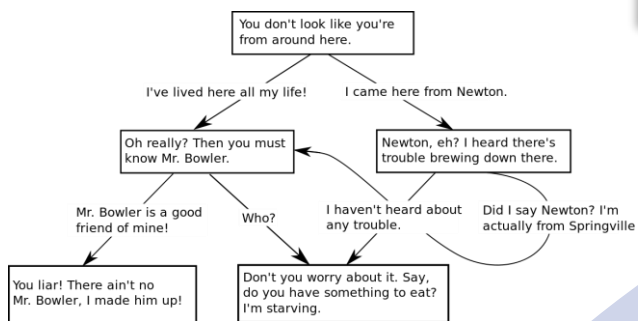 You don't look like you're
from around here.
I've lived here all my life!
I came here from Newton.
Oh really? Then you must
know Mr. Bowler.
Newton, eh? I heard there's
trouble brewing down there.
Mr. Bowler is a good
friend of mine!
Who?
I haven't heard about
any trouble.
Did I say Newton? I'm
actually from Springville
You liar! There ain't no
Mr. Bowler, I made him up!
Don't you worry about it. Say,
do you have something to eat?
I'm starving.